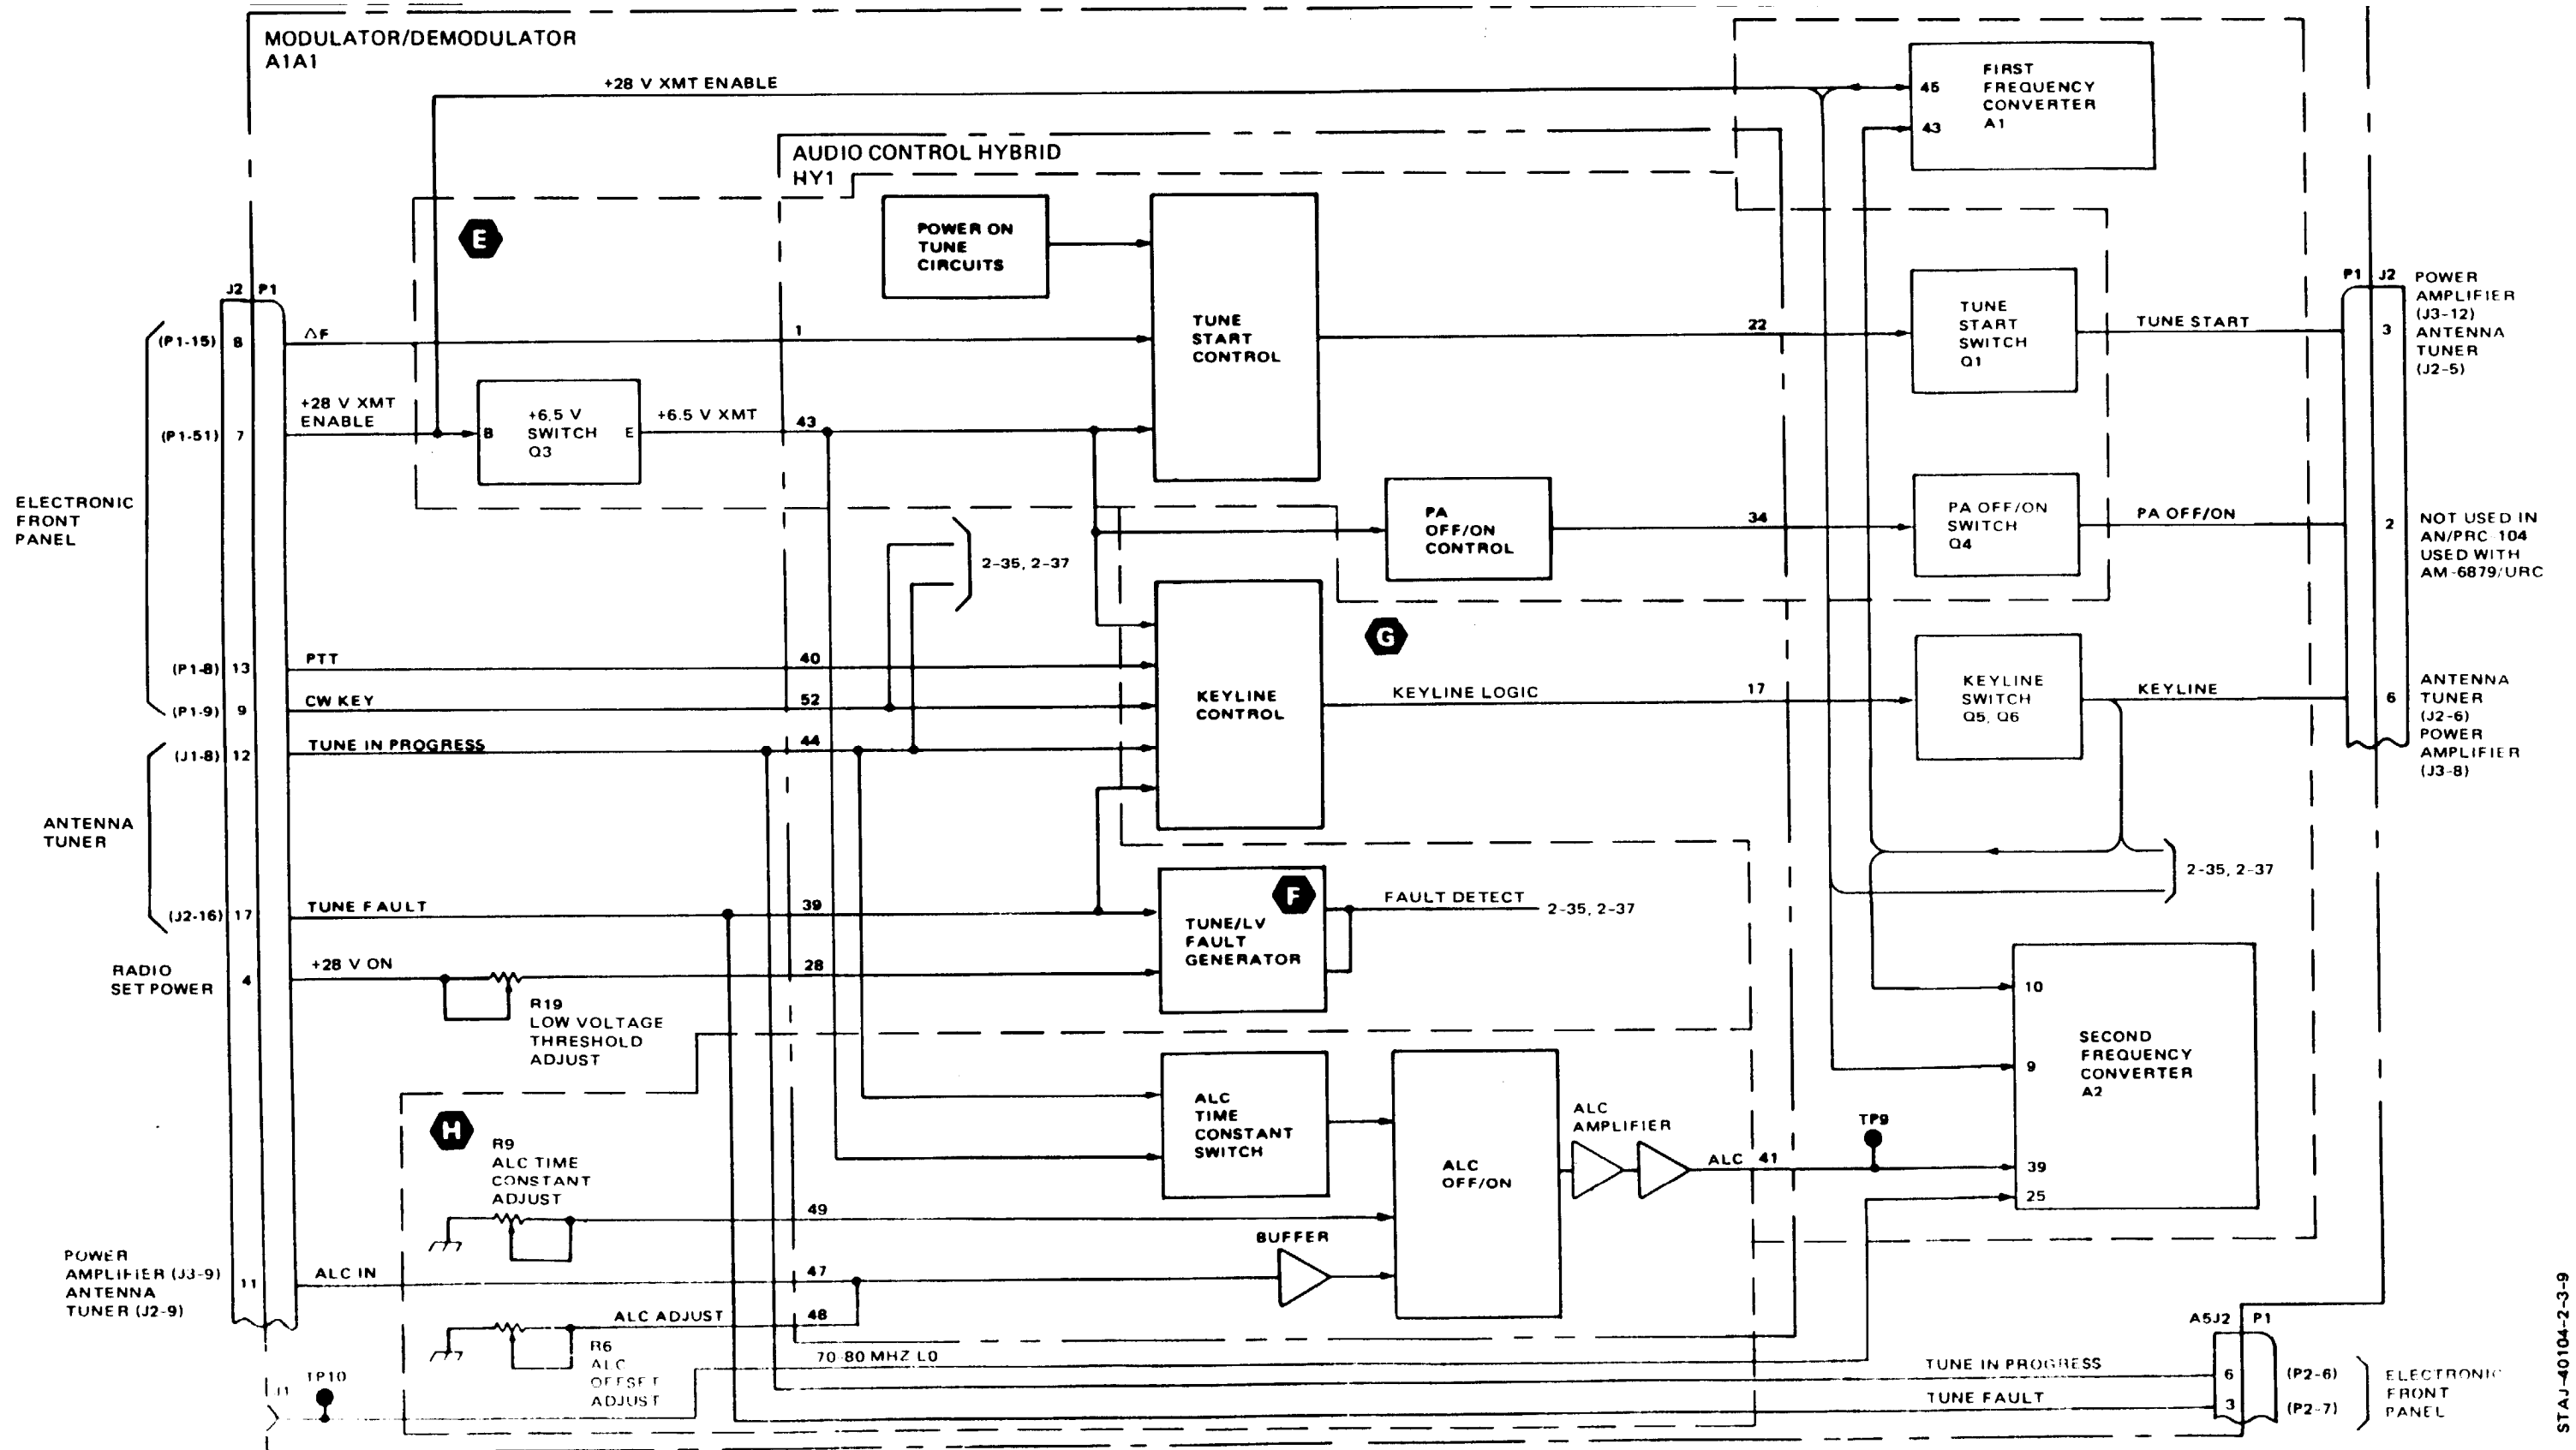 MODULATOR/DEMODULATOR
A1A1
+28 V XMT ENABLE
45
43
FIRST
FREQUENCY
CONVERTER
A1
AUDIO CONTROL HYBRID
HY1
E
POWER ON
TUNE
CIRCUITS
TUNE
START
CONTROL
J2 P1
ELECTRONIC
FRONT
PANEL
(P1-15) 8
ΔF
1
22
TUNE
START
SWITCH
Q1
TUNE START
P1 J2
3
POWER
AMPLIFIER
(J3-12)
ANTENNA
TUNER
(J2-5)
(P1-51) 7
+28 V XMT
ENABLE
B
+6.5 V
SWITCH
Q3
E
+6.5 V XMT
43
PA
OFF/ON
CONTROL
34
PA OFF/ON
SWITCH
Q4
PA OFF/ON
2
NOT USED IN
AN/PRC-104
USED WITH
AM-6879/URC
2-35, 2-37
G
(P1-8) 13
PTT
40
(P1-9) 9
CW KEY
52
KEYLINE
CONTROL
KEYLINE LOGIC
17
KEYLINE
SWITCH
Q5, Q6
KEYLINE
6
ANTENNA
TUNER
(J2-6)
POWER
AMPLIFIER
(J3-8)
ANTENNA
TUNER
(J1-8) 12
TUNE IN PROGRESS
44
2-35, 2-37
(J2-16) 17
TUNE FAULT
39
TUNE/LV
FAULT
GENERATOR
F
FAULT DETECT
2-35, 2-37
RADIO
SET POWER
4
+28 V ON
28
R19
LOW VOLTAGE
THRESHOLD
ADJUST
10
9
39
25
SECOND
FREQUENCY
CONVERTER
A2
H
R9
ALC TIME
CONSTANT
ADJUST
49
ALC
TIME
CONSTANT
SWITCH
ALC
OFF/ON
ALC
AMPLIFIER
ALC 41
TP9
BUFFER
POWER
AMPLIFIER (J3-9)
ANTENNA
TUNER (J2-9)
11
ALC IN
47
ALC ADJUST
48
R6
ALC
OFFSET
ADJUST
70-80 MHZ LO
J1
TP10
A5J2 P1
TUNE IN PROGRESS
6
(P2-6)
TUNE FAULT
3
(P2-7)
ELECTRONIC
FRONT
PANEL
STAJ-40104-2-3-9